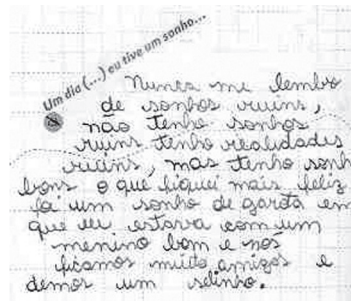 Um dia (...) eu tive um sonho...
Nunca me lembro
de sonhos ruins,
não tenho sonhos
ruins tenho realidades
ruins, mas tenho sonh
bons o que fiquei mais feliz
foi um sonho de garota em
que eu estava com um
menino bom e nos
ficamos muito amigos e
demos um selinho.